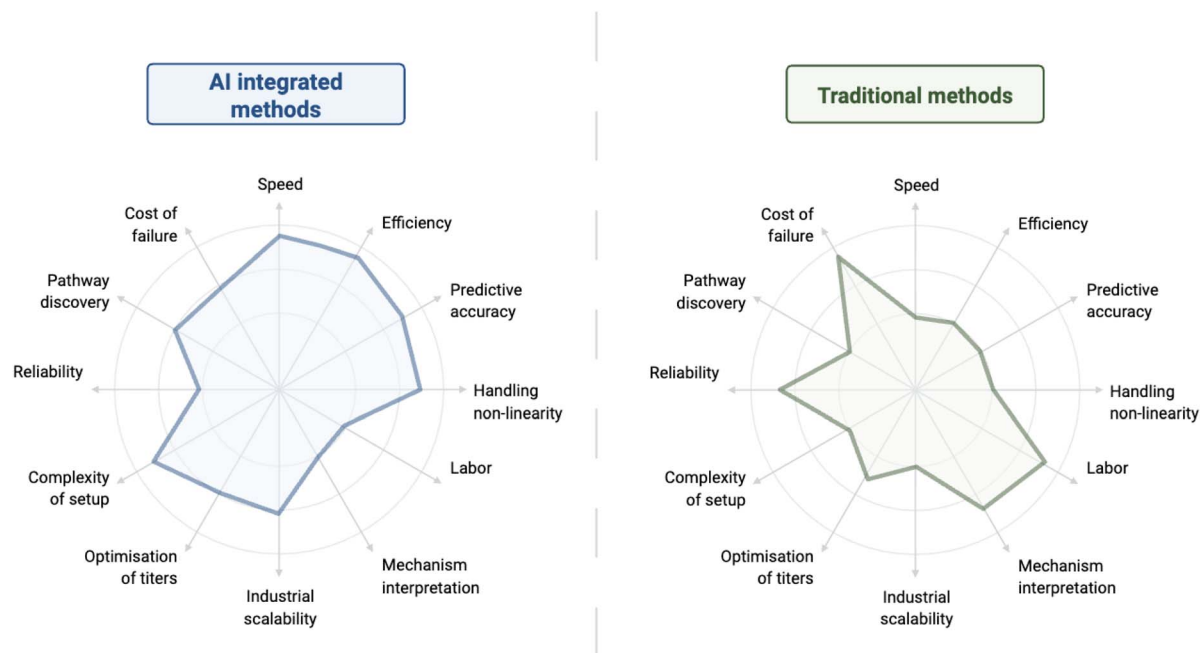 AI integrated
methods
Speed
Efficiency
Predictive
accuracy
Handling
non-linearity
Labor
Mechanism
interpretation
Industrial
scalability
Optimisation
of titers
Complexity
of setup
Reliability
Pathway
discovery
Cost of
failure
Traditional methods
Speed
Efficiency
Predictive
accuracy
Handling
non-linearity
Labor
Mechanism
interpretation
Industrial
scalability
Optimisation
of titers
Complexity
of setup
Reliability
Pathway
discovery
Cost of
failure